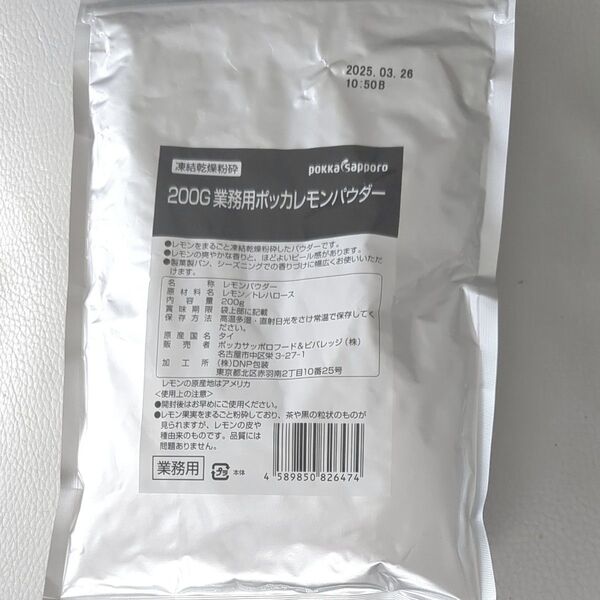 2025.03.26
10:50B
凍結乾燥粉砕
pokka sapporo
200G 業務用ポッカレモンパウダー
●レモンをまるごと凍結乾燥粉砕したパウダーです。
●レモンの爽やかな香りと、ほどよいピール感があります。
●製菓製パン、シーズニングでの香りづけに幅広くお使いいただ
けます。
名称 レモンパウダー
原材料名 レモン／トレハロース
内容量 200g
賞味期限 袋上部に記載
保存方法 高温多湿・直射日光をさけ常温で保存してく
ださい。
原産国名 タイ
販売者 ポッカサッポロフード&ビバレッジ(株)
名古屋市中区栄3-27-1
加工所 (株)DNP包装
東京都北区赤羽南2丁目10番25号
レモンの原産地はアメリカ
<使用上の注意>
●開封後はお早めにご使用ください。
●レモン果実をまるごと粉砕しており、茶や黒の粒状のものが
見られますが、レモンの皮や
種由来のものです。品質には
問題ありません。
業務用
プラ
本体
4 589850 826474